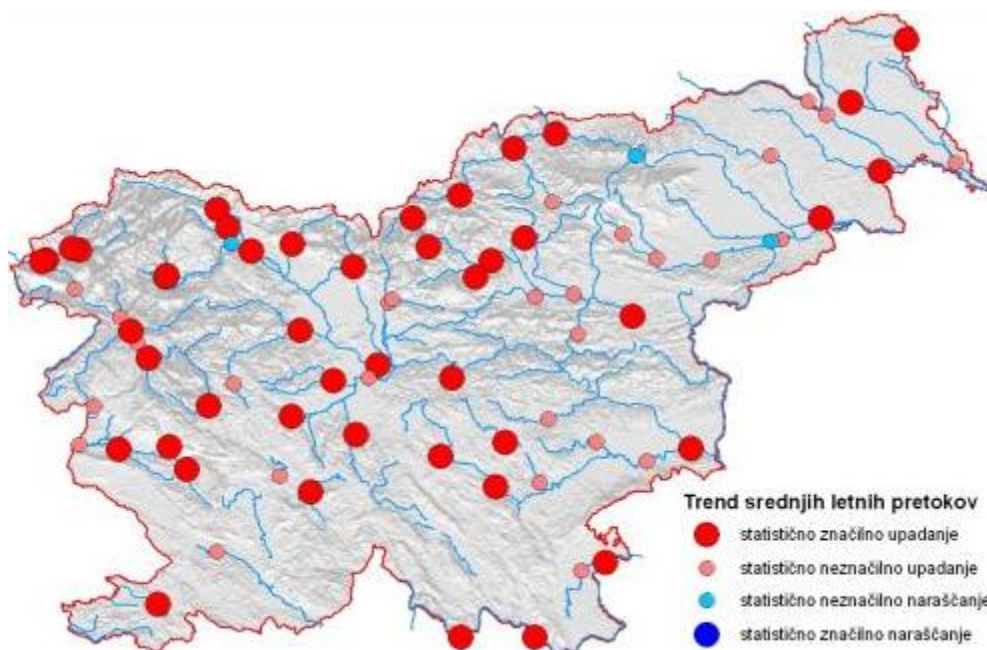 Trend srednjih letnih pretokov
statistično značilno upadanje
statistično neznačilno upadanje
statistično neznačilno naraščanje
statistično značilno naraščanje